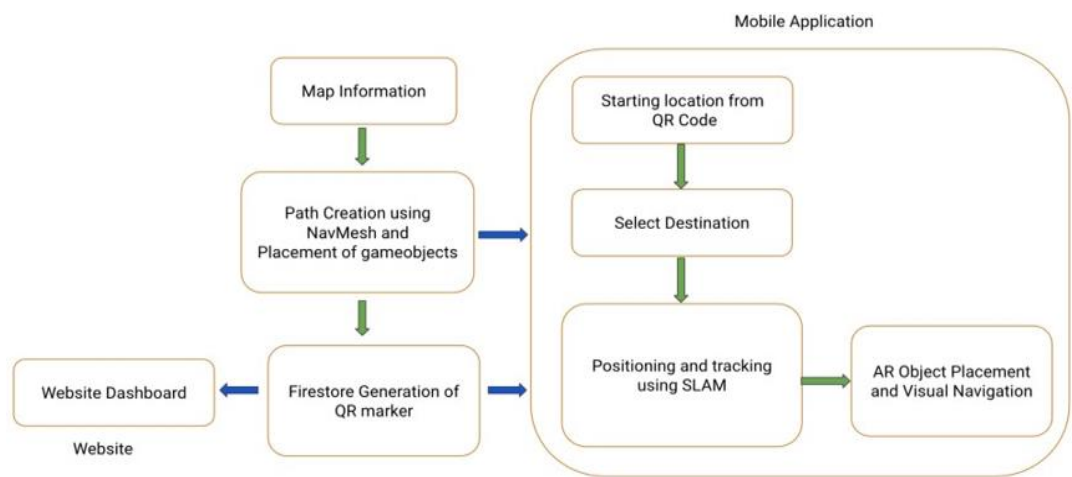 Mobile Application
Map Information
Starting location from
QR Code
Path Creation using
NavMesh and
Placement of gameobjects
Select Destination
Positioning and tracking
using SLAM
AR Object Placement
and Visual Navigation
Website Dashboard
Firestore Generation of
QR marker
Website